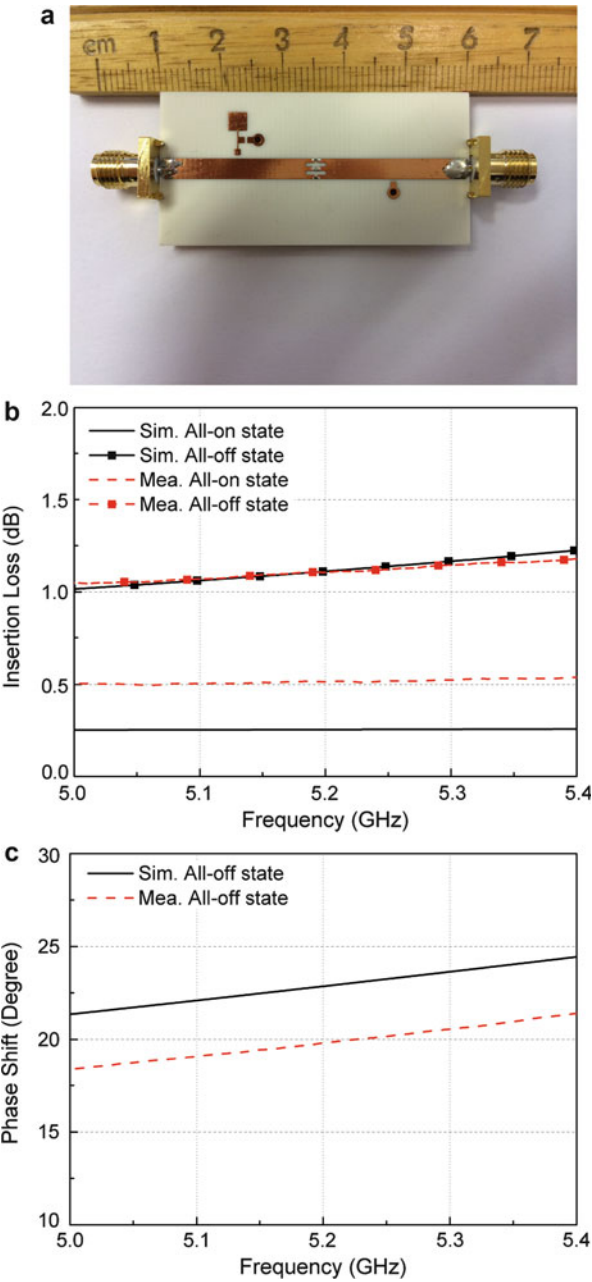 a
cm 1 2 3 4 5 6 7
b
2.0
1.5
1.0
0.5
0.0
Insertion Loss (dB)
Sim. All-on state
Sim. All-off state
Mea. All-on state
Mea. All-off state
5.0 5.1 5.2 5.3 5.4
Frequency (GHz)
c
30
25
20
15
10
Phase Shift (Degree)
Sim. All-off state
Mea. All-off state
5.0 5.1 5.2 5.3 5.4
Frequency (GHz)